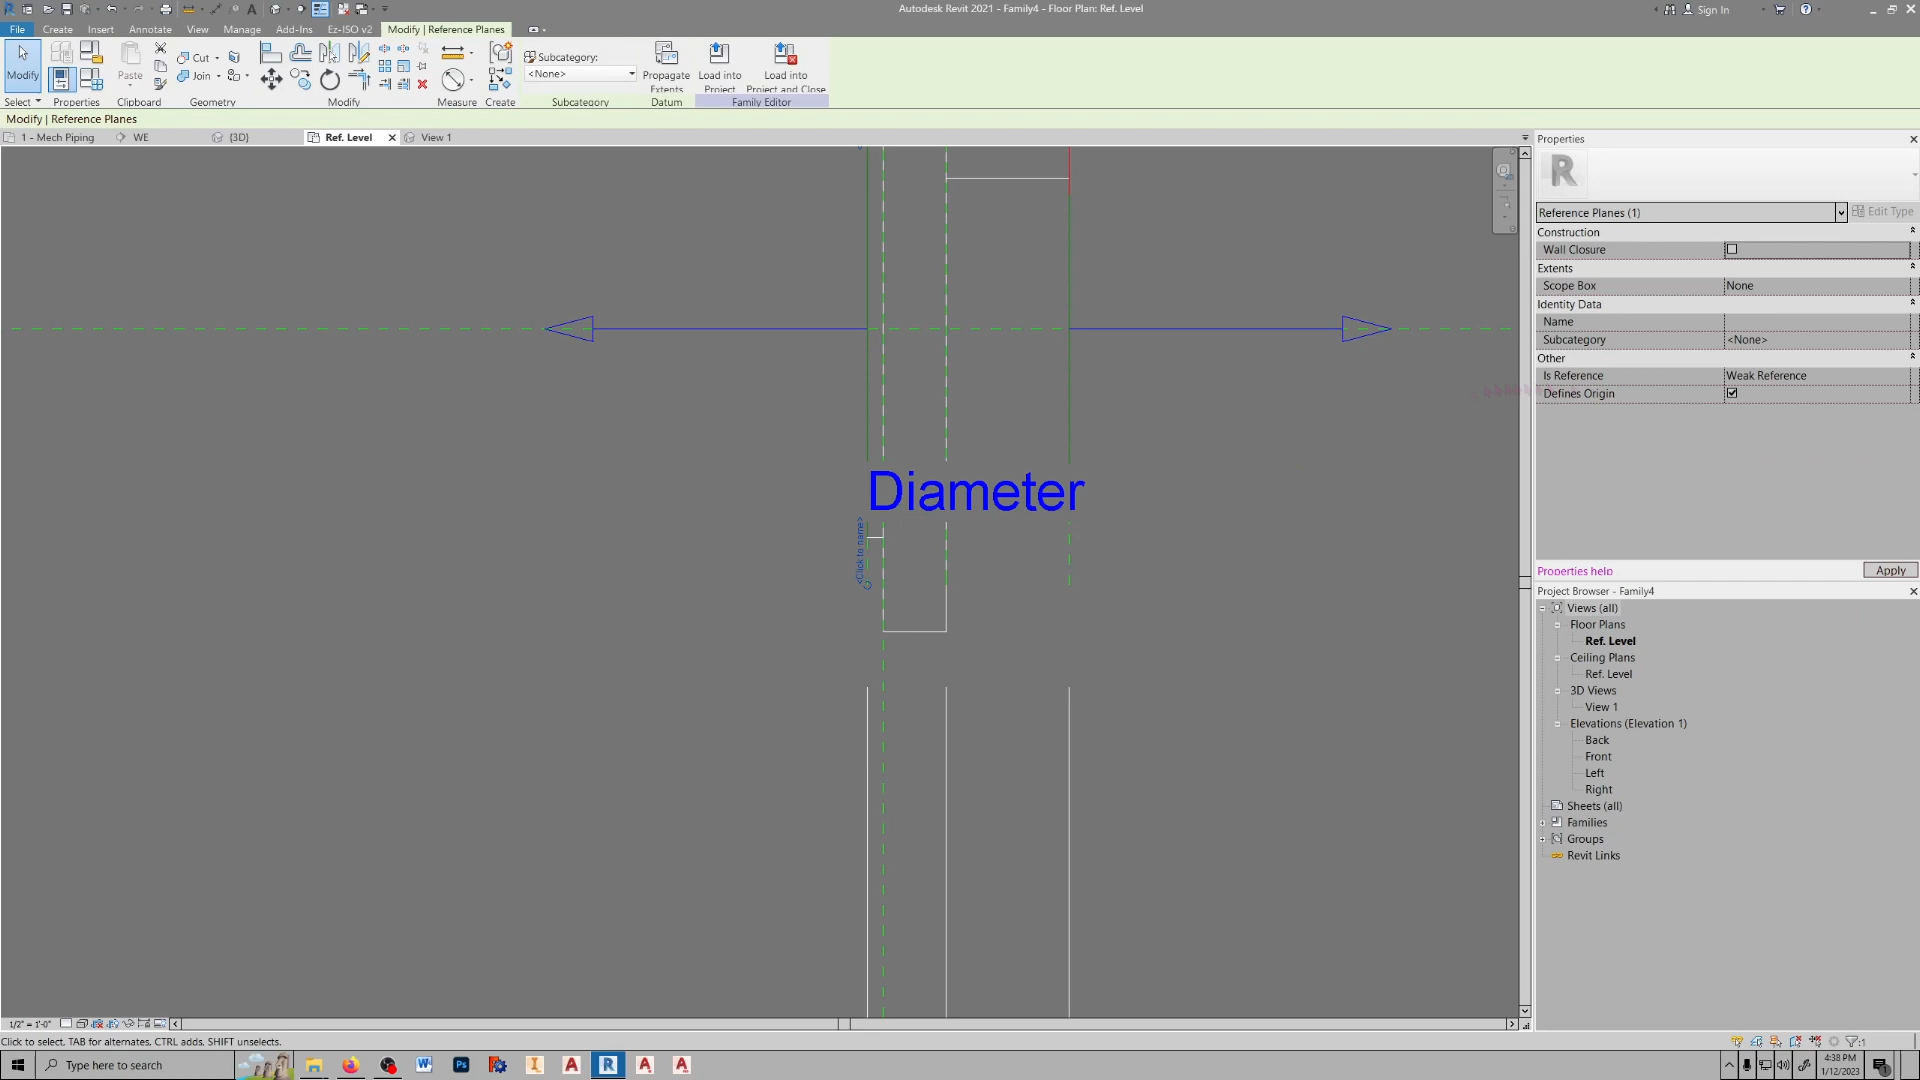 Autodesk Revit 2021 - Family4 - Floor Plan: Ref. Level
Sign In
File
Create
Insert
Annotate
View
Manage
Add-Ins
Ez-ISO v2
Modify | Reference Planes
Modify
Paste
Cut
Join
Subcategory:
<None>
Propagate Extents
Load into Project
Load into Project and Close
Select
Properties
Clipboard
Geometry
Modify
Measure
Create
Subcategory
Datum
Family Editor
Modify | Reference Planes
1 - Mech Piping
WE
{3D}
Ref. Level
View 1
Diameter
<Click to name>
Properties
R
Reference Planes (1)
Edit Type
Construction
Wall Closure
Extents
Scope Box
None
Identity Data
Name
Subcategory
<None>
Other
Is Reference
Weak Reference
Defines Origin
Properties help
Apply
Project Browser - Family4
Views (all)
Floor Plans
Ref. Level
Ceiling Plans
Ref. Level
3D Views
View 1
Elevations (Elevation 1)
Back
Front
Left
Right
Sheets (all)
Families
Groups
Revit Links
1/2" = 1'-0"
Click to select, TAB for alternates, CTRL adds, SHIFT unselects.
:1
Type here to search
4:38 PM
1/12/2023